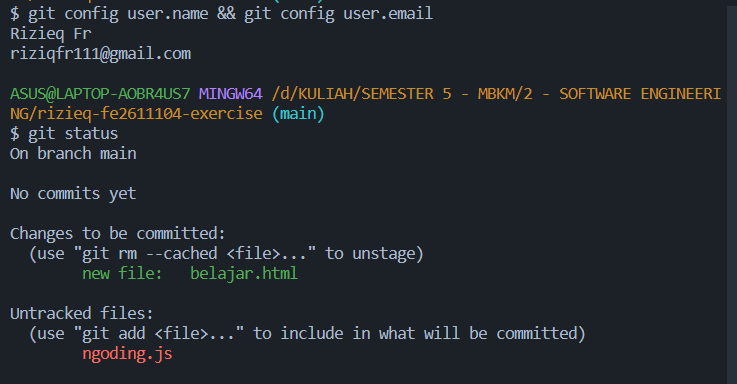 $ git config user.name && git config user.email
Rizieq Fr
riziqfr111@gmail.com
ASUS@LAPTOP-AOBR4US7 MINGW64 /d/KULIAH/SEMESTER 5 - MBKM/2 - SOFTWARE ENGINEERI
NG/rizieq-fe2611104-exercise (main)
$ git status
On branch main
No commits yet
Changes to be committed:
(use "git rm --cached <file>..." to unstage)
new file:   belajar.html
Untracked files:
(use "git add <file>..." to include in what will be committed)
ngoding.js